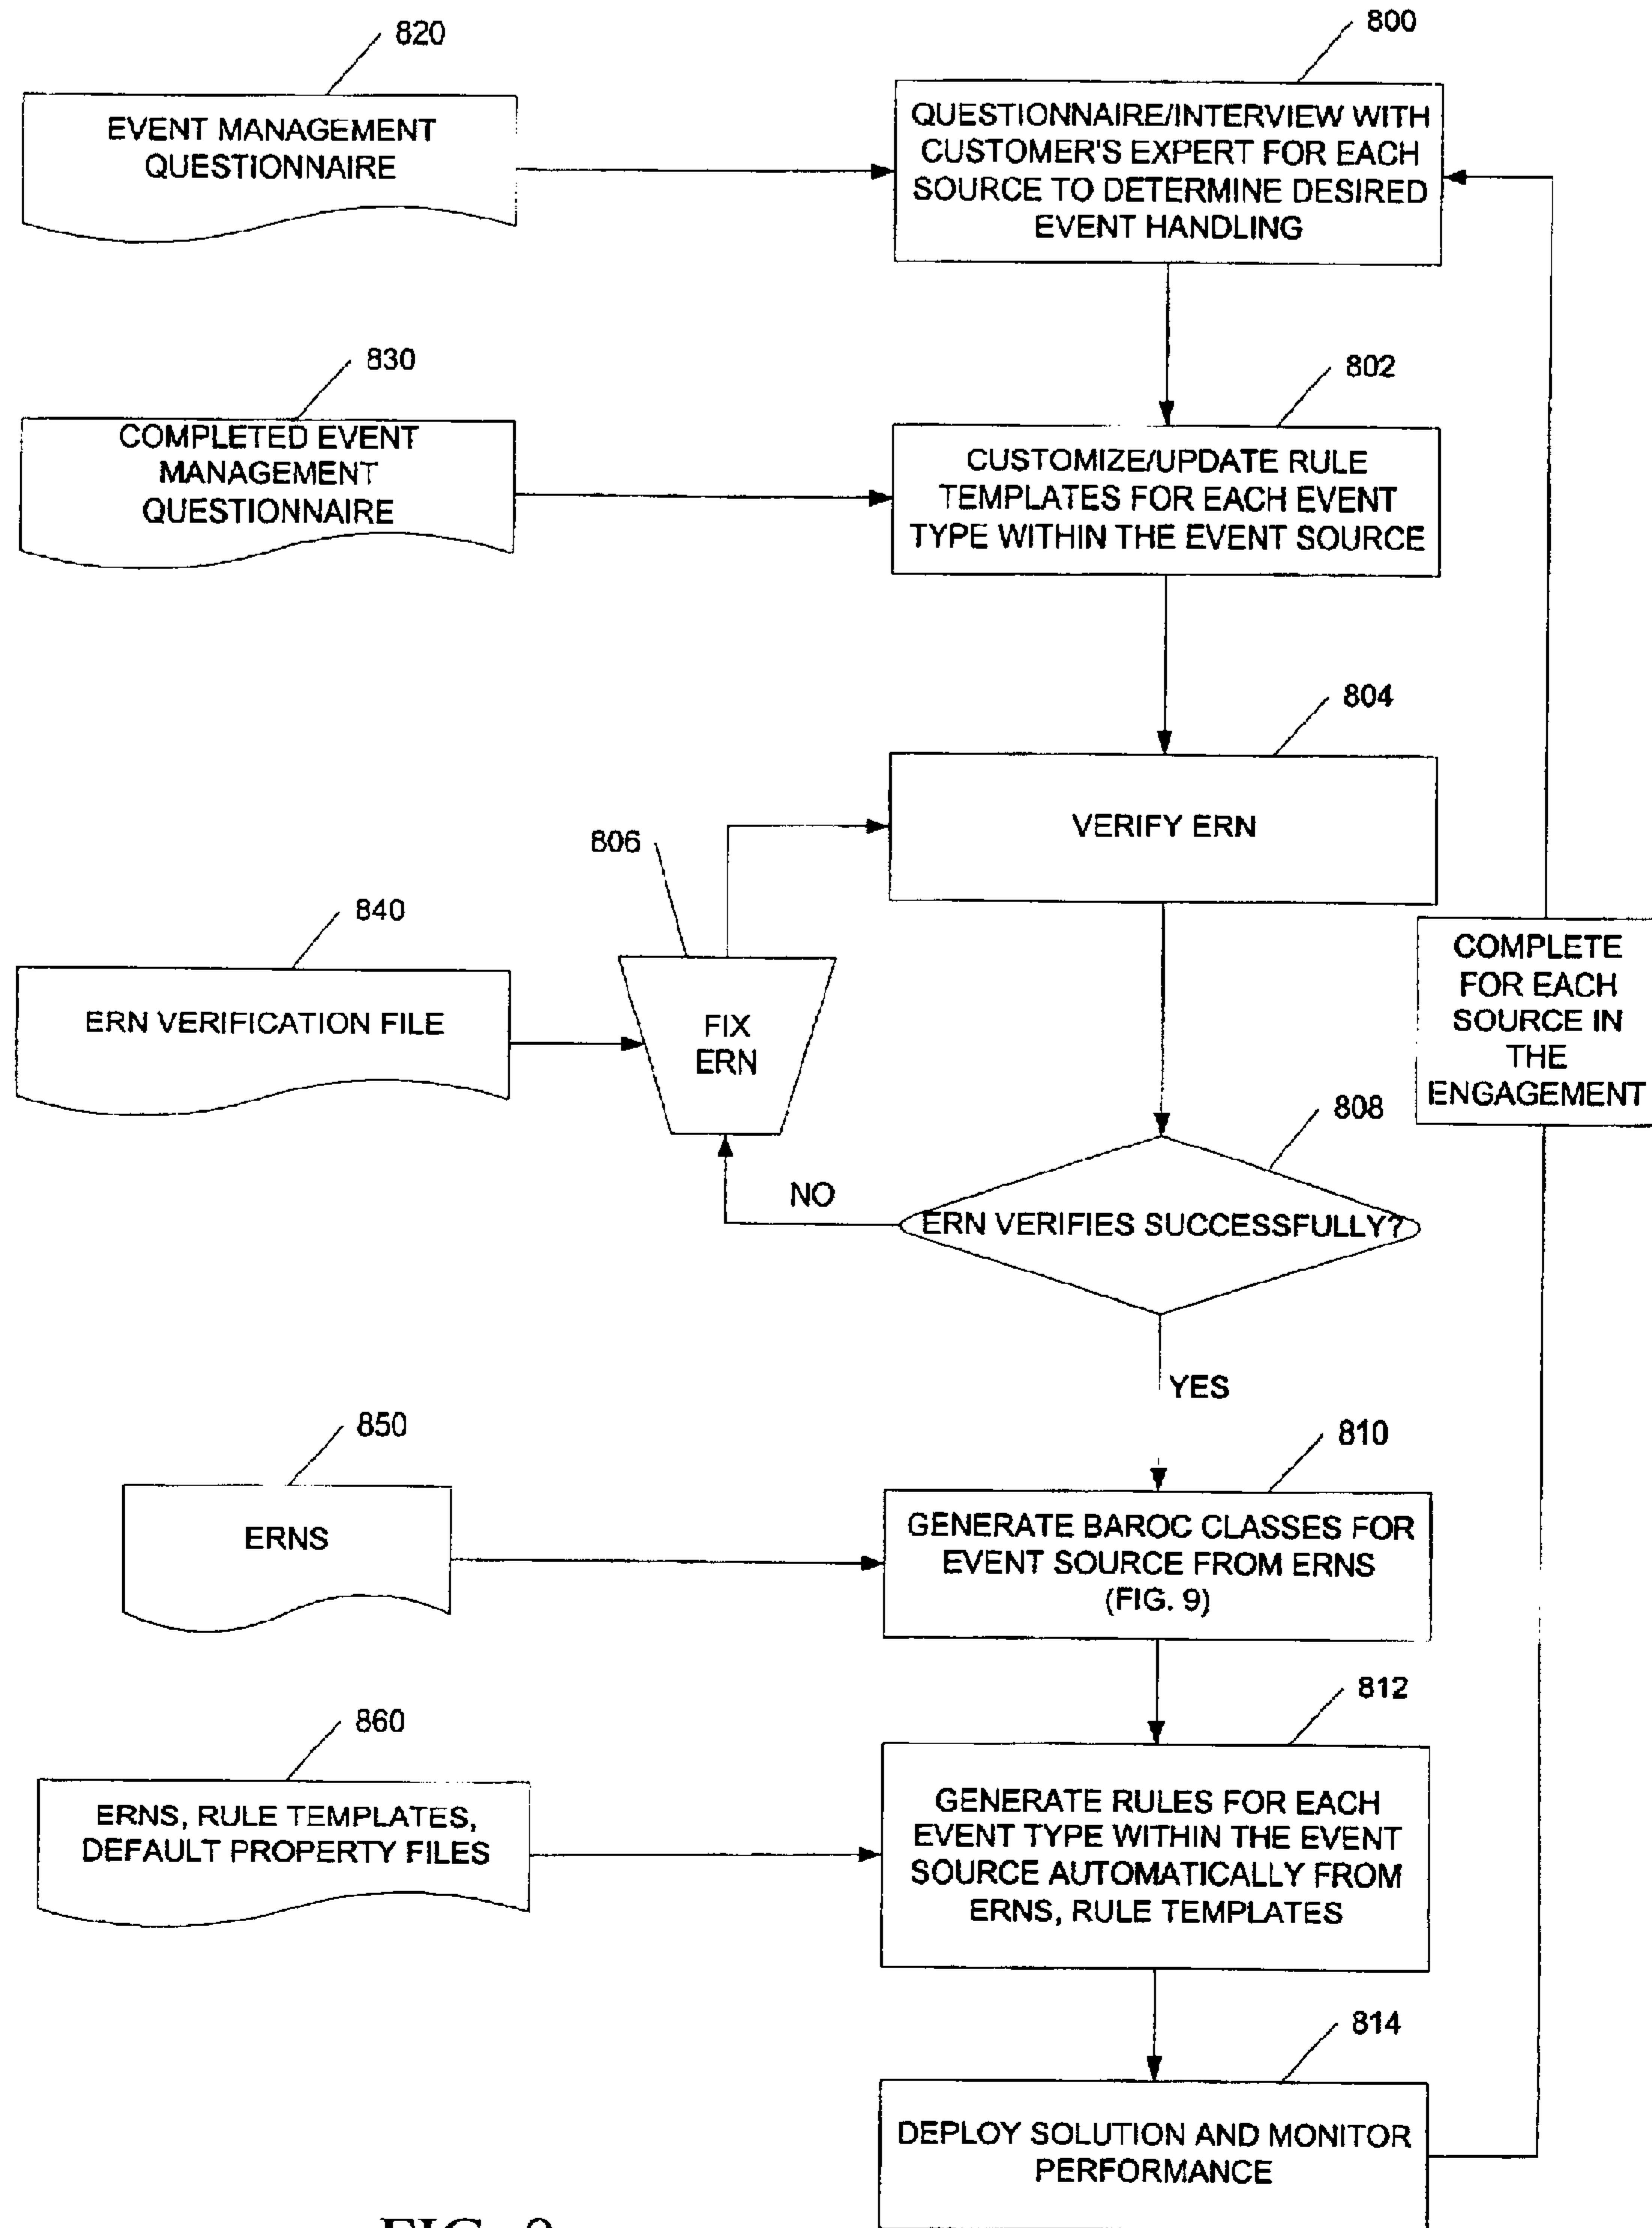 820
800
EVENT MANAGEMENT
QUESTIONNAIRE
QUESTIONNAIRE/INTERVIEW WITH
CUSTOMER'S EXPERT FOR EACH
SOURCE TO DETERMINE DESIRED
EVENT HANDLING
830
802
COMPLETED EVENT
MANAGEMENT
QUESTIONNAIRE
CUSTOMIZE/UPDATE RULE
TEMPLATES FOR EACH EVENT
TYPE WITHIN THE EVENT SOURCE
804
VERIFY ERN
806
840
ERN VERIFICATION FILE
FIX
ERN
COMPLETE
FOR EACH
SOURCE IN
THE
ENGAGEMENT
808
NO
ERN VERIFIES SUCCESSFULLY?
YES
850
810
ERNS
GENERATE BAROC CLASSES FOR
EVENT SOURCE FROM ERNS
(FIG. 9)
812
860
ERNS, RULE TEMPLATES,
DEFAULT PROPERTY FILES
GENERATE RULES FOR EACH
EVENT TYPE WITHIN THE EVENT
SOURCE AUTOMATICALLY FROM
ERNS, RULE TEMPLATES
814
DEPLOY SOLUTION AND MONITOR
PERFORMANCE
FIG.